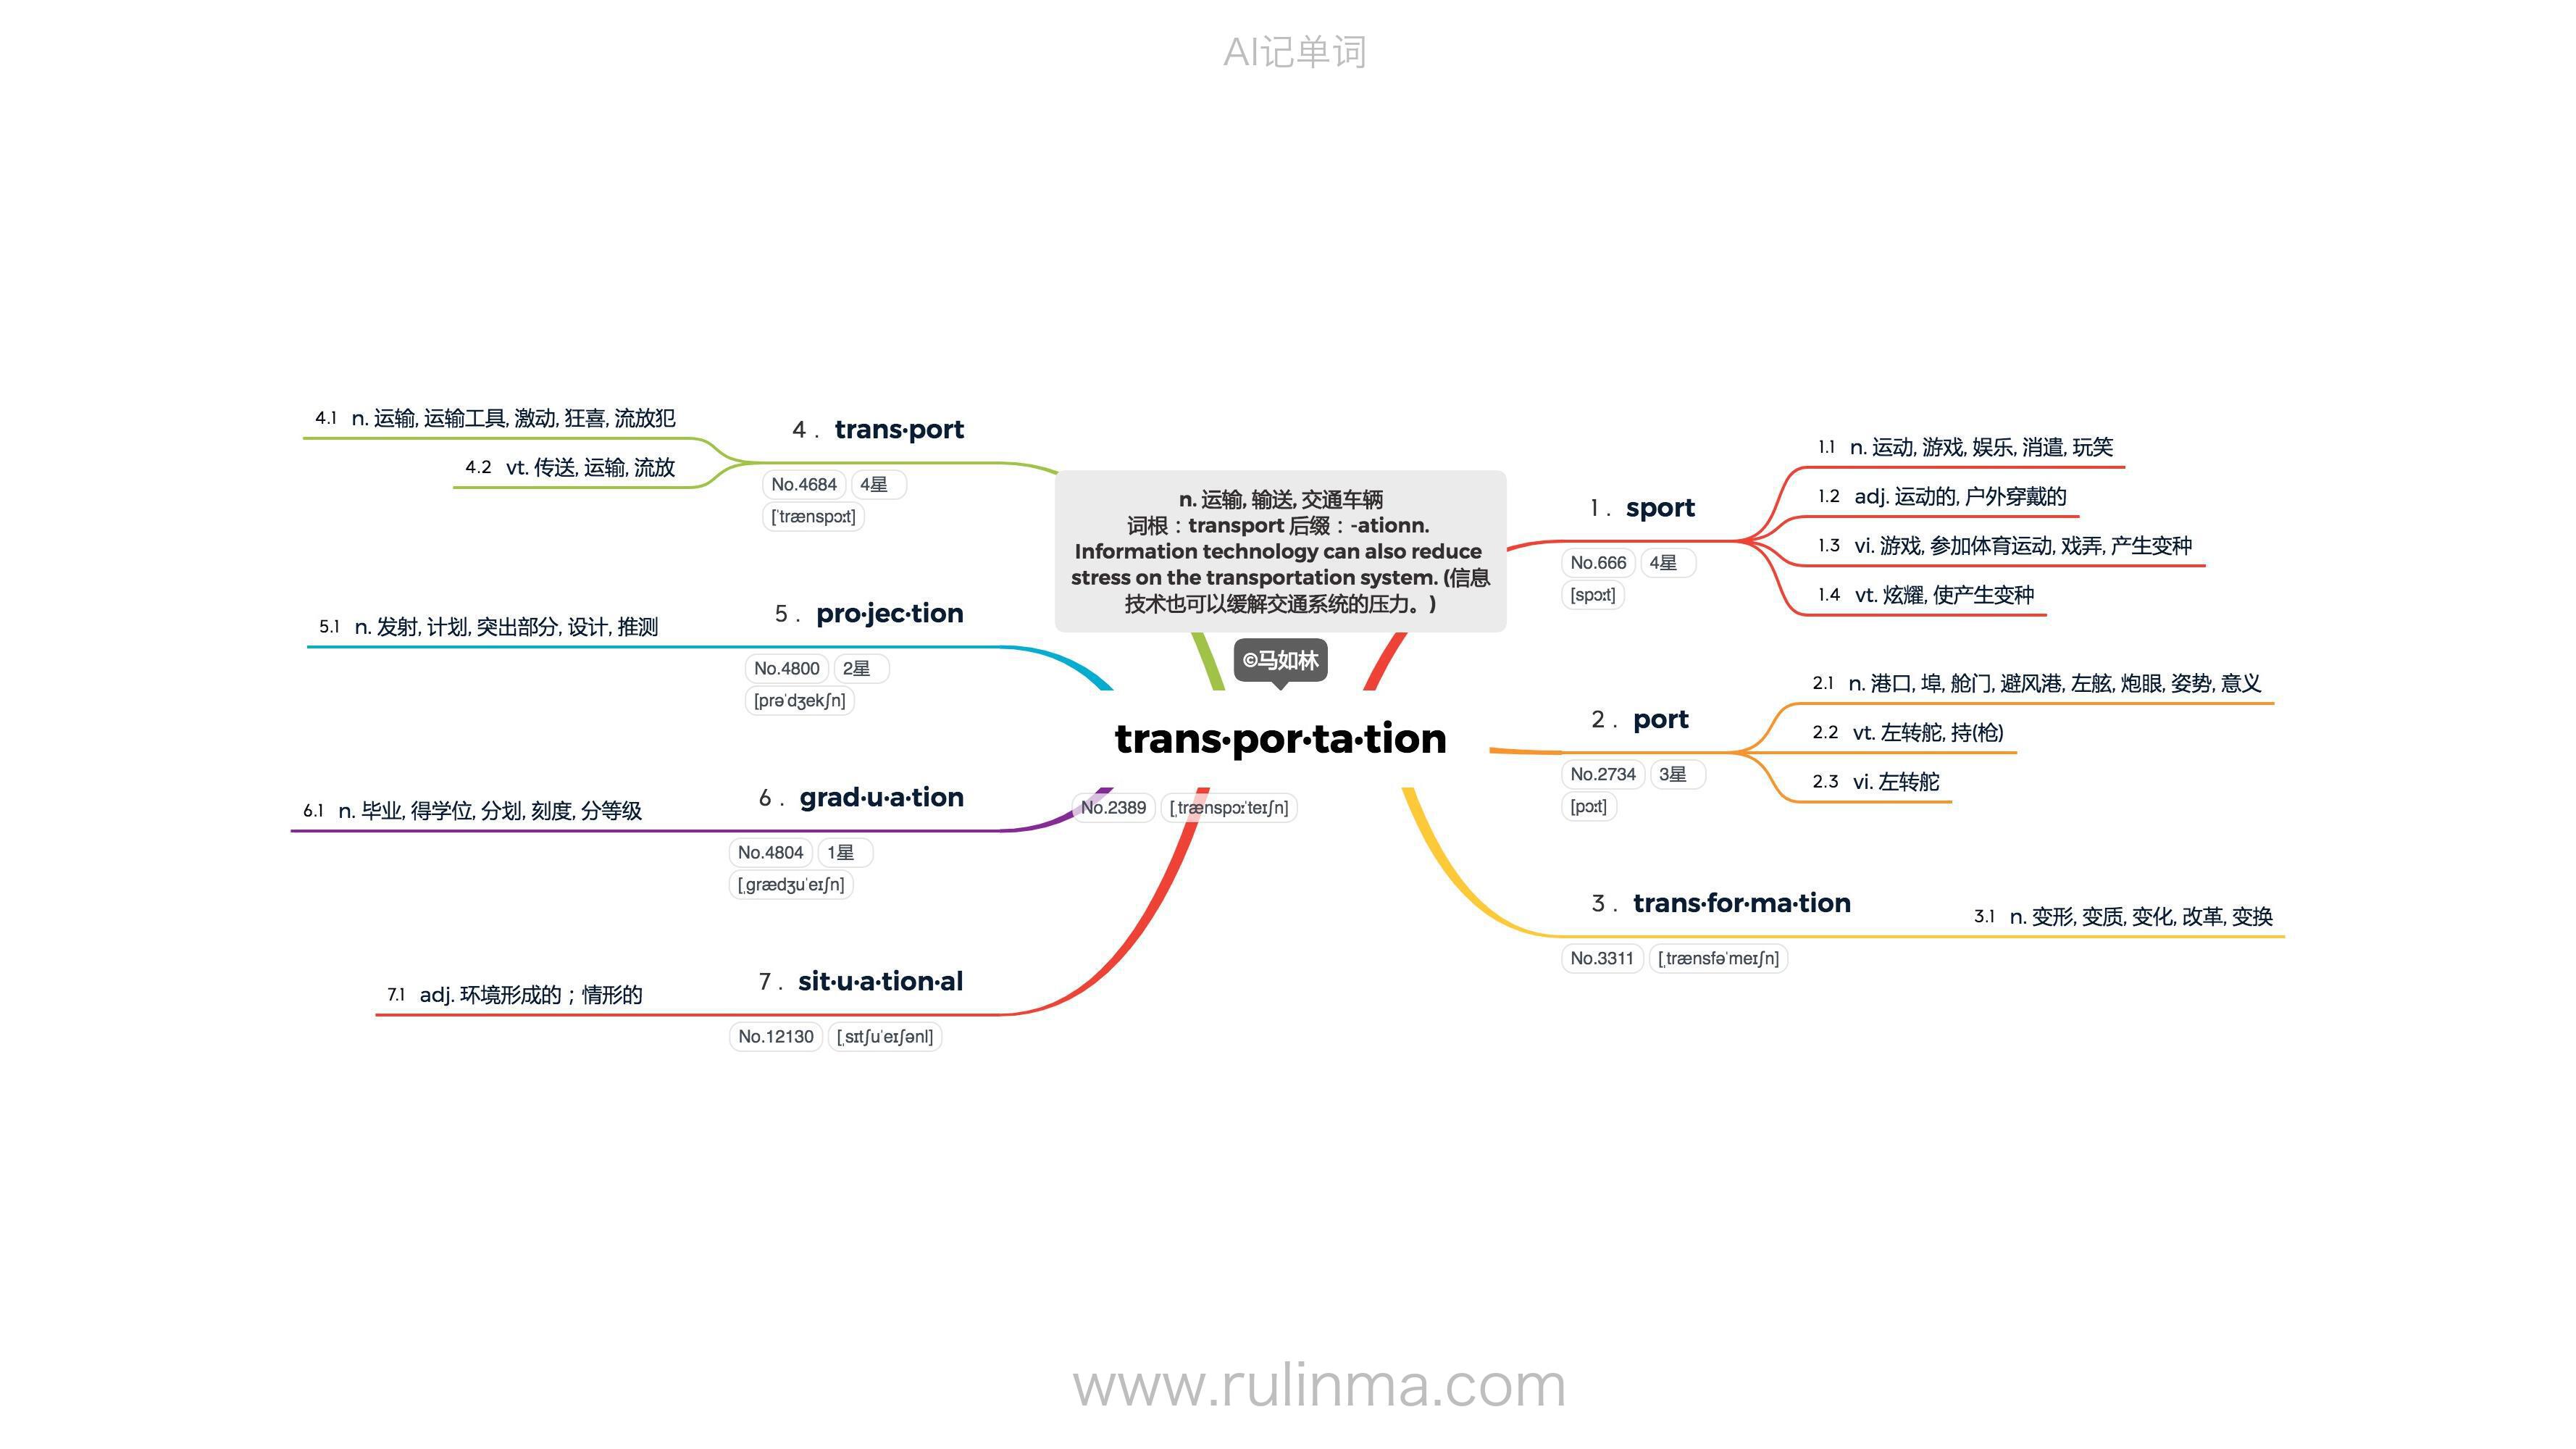 AI记单词
n. 运输, 输送, 交通车辆
词根：transport 后缀：-ationn.
Information technology can also reduce
stress on the transportation system. (信息
技术也可以缓解交通系统的压力。)
©马如林
trans·por·ta·tion
No.2389 [ˌtrænspɔːˈteɪʃn]
1. sport
No.666 4星
[spɔːt]
1.1 n. 运动, 游戏, 娱乐, 消遣, 玩笑
1.2 adj. 运动的, 户外穿戴的
1.3 vi. 游戏, 参加体育运动, 戏弄, 产生变种
1.4 vt. 炫耀, 使产生变种
2. port
No.2734 3星
[pɔːt]
2.1 n. 港口, 埠, 舱门, 避风港, 左舷, 炮眼, 姿势, 意义
2.2 vt. 左转舵, 持(枪)
2.3 vi. 左转舵
3. trans·for·ma·tion
No.3311 [ˌtrænsfəˈmeɪʃn]
3.1 n. 变形, 变质, 变化, 改革, 变换
4. trans·port
No.4684 4星
[ˈtrænspɔːt]
4.1 n. 运输, 运输工具, 激动, 狂喜, 流放犯
4.2 vt. 传送, 运输, 流放
5. pro·jec·tion
No.4800 2星
[prəˈdʒekʃn]
5.1 n. 发射, 计划, 突出部分, 设计, 推测
6. grad·u·a·tion
No.4804 1星
[ˌɡrædʒuˈeɪʃn]
6.1 n. 毕业, 得学位, 分划, 刻度, 分等级
7. sit·u·a·tion·al
No.12130 [ˌsɪtʃuˈeɪʃənl]
7.1 adj. 环境形成的；情形的
www.rulinma.com